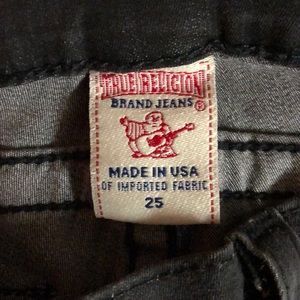 TRUE RELIGION
BRAND JEANS®
MADE IN USA
OF IMPORTED FABRIC
25